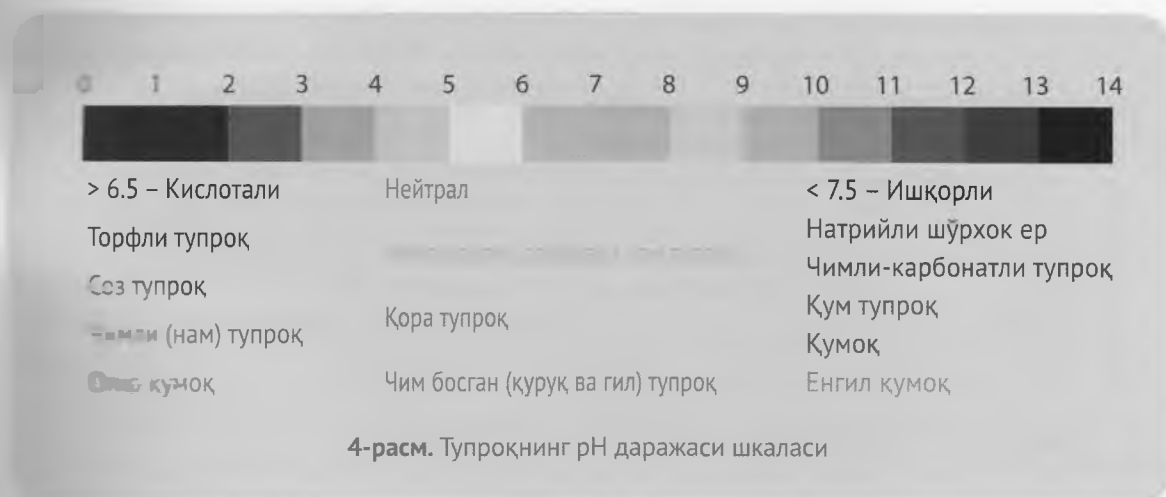 0 1 2 3 4 5 6 7 8 9 10 11 12 13 14
> 6.5 – Кислотали
Торфли тупроқ
Соз тупроқ
(нам) тупроқ
қумоқ
Нейтрал
Қора тупроқ
Чим босган (қуруқ ва гил) тупроқ
< 7.5 – Ишқорли
Натрийли шўрхок ер
Чимли-карбонатли тупроқ
Қум тупроқ
Қумоқ
Енгил қумоқ
4-расм. Тупроқнинг pH даражаси шкаласи